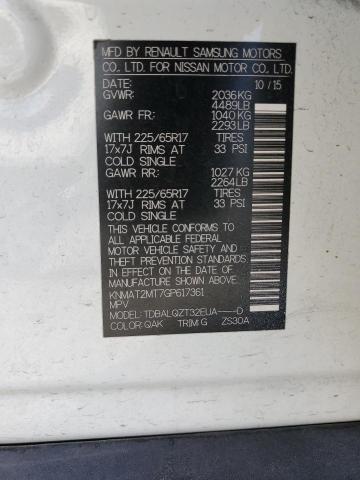 MFD BY RENAULT SAMSUNG MOTORS
CO. LTD. FOR NISSAN MOTOR CO., LTD.
DATE: 10/15
GVWR: 2036KG
4489LB
GAWR FR: 1040 KG
2293LB
WITH 225/65R17 TIRES
17x7J RIMS AT 33 PSI
COLD SINGLE
GAWR RR: 1027 KG
2264LB
WITH 225/65R17 TIRES
17x7J RIMS AT 33 PSI
COLD SINGLE
THIS VEHICLE CONFORMS TO
ALL APPLICABLE FEDERAL
MOTOR VEHICLE SAFETY AND
THEFT PREVENTION STANDARDS
IN EFFECT ON THE DATE OF
MANUFACTURE SHOWN ABOVE.
KNMAT2MT7GP617361
MPV
MODEL:TDBALQZT32EUA----D
COLOR:QAK TRIM:G ZS30A